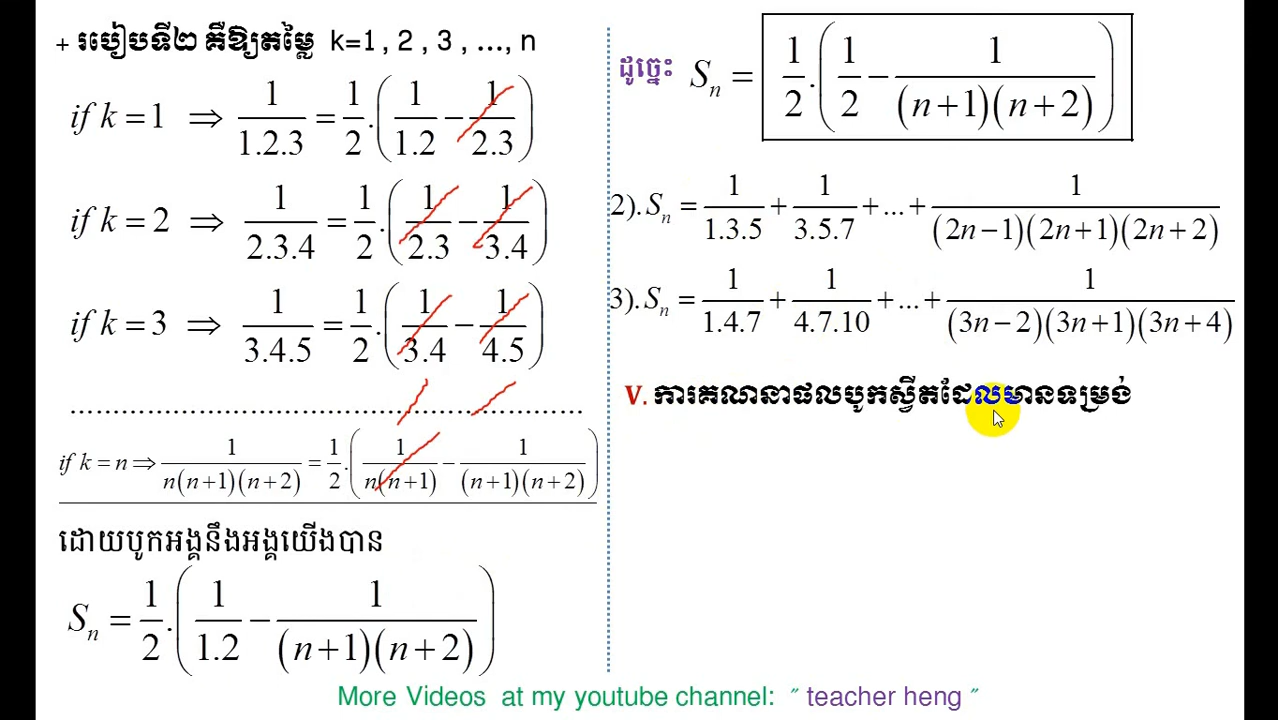 + របៀបទី២ គឺឱ្យតម្លៃ k=1 , 2 , 3 , ..., n
if k = 1 ⇒ 1/1.2.3 = 1/2.(1/1.2 − 1/2.3)
if k = 2 ⇒ 1/2.3.4 = 1/2.(1/2.3 − 1/3.4)
if k = 3 ⇒ 1/3.4.5 = 1/2.(1/3.4 − 1/4.5)
........................................................
if k = n ⇒ 1/n(n+1)(n+2) = 1/2.(1/n(n+1) − 1/(n+1)(n+2))
ដោយបូកអង្គនឹងអង្គយើងបាន
Sn = 1/2.(1/1.2 − 1/(n+1)(n+2))
ដូច្នេះ Sn = 1/2.(1/2 − 1/(n+1)(n+2))
2).Sn = 1/1.3.5 + 1/3.5.7 + ... + 1/(2n−1)(2n+1)(2n+2)
3).Sn = 1/1.4.7 + 1/4.7.10 + ... + 1/(3n−2)(3n+1)(3n+4)
V. ការគណនាផលបូកស្វីតដែលមានទម្រង់
More Videos at my youtube channel: " teacher heng "